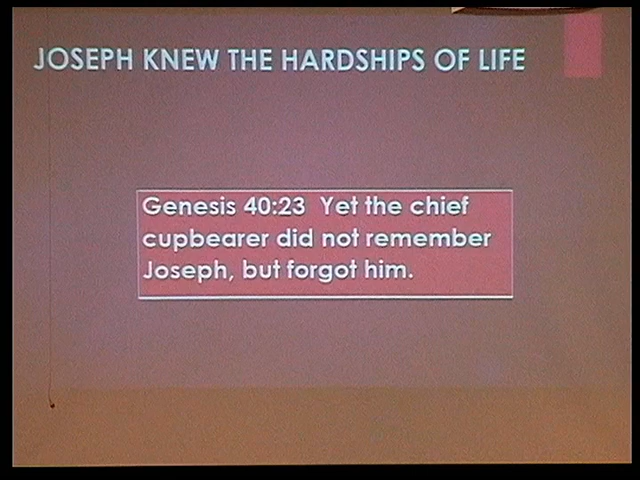 JOSEPH KNEW THE HARDSHIPS OF LIFE
Genesis 40:23 Yet the chief
cupbearer did not remember
Joseph, but forgot him.